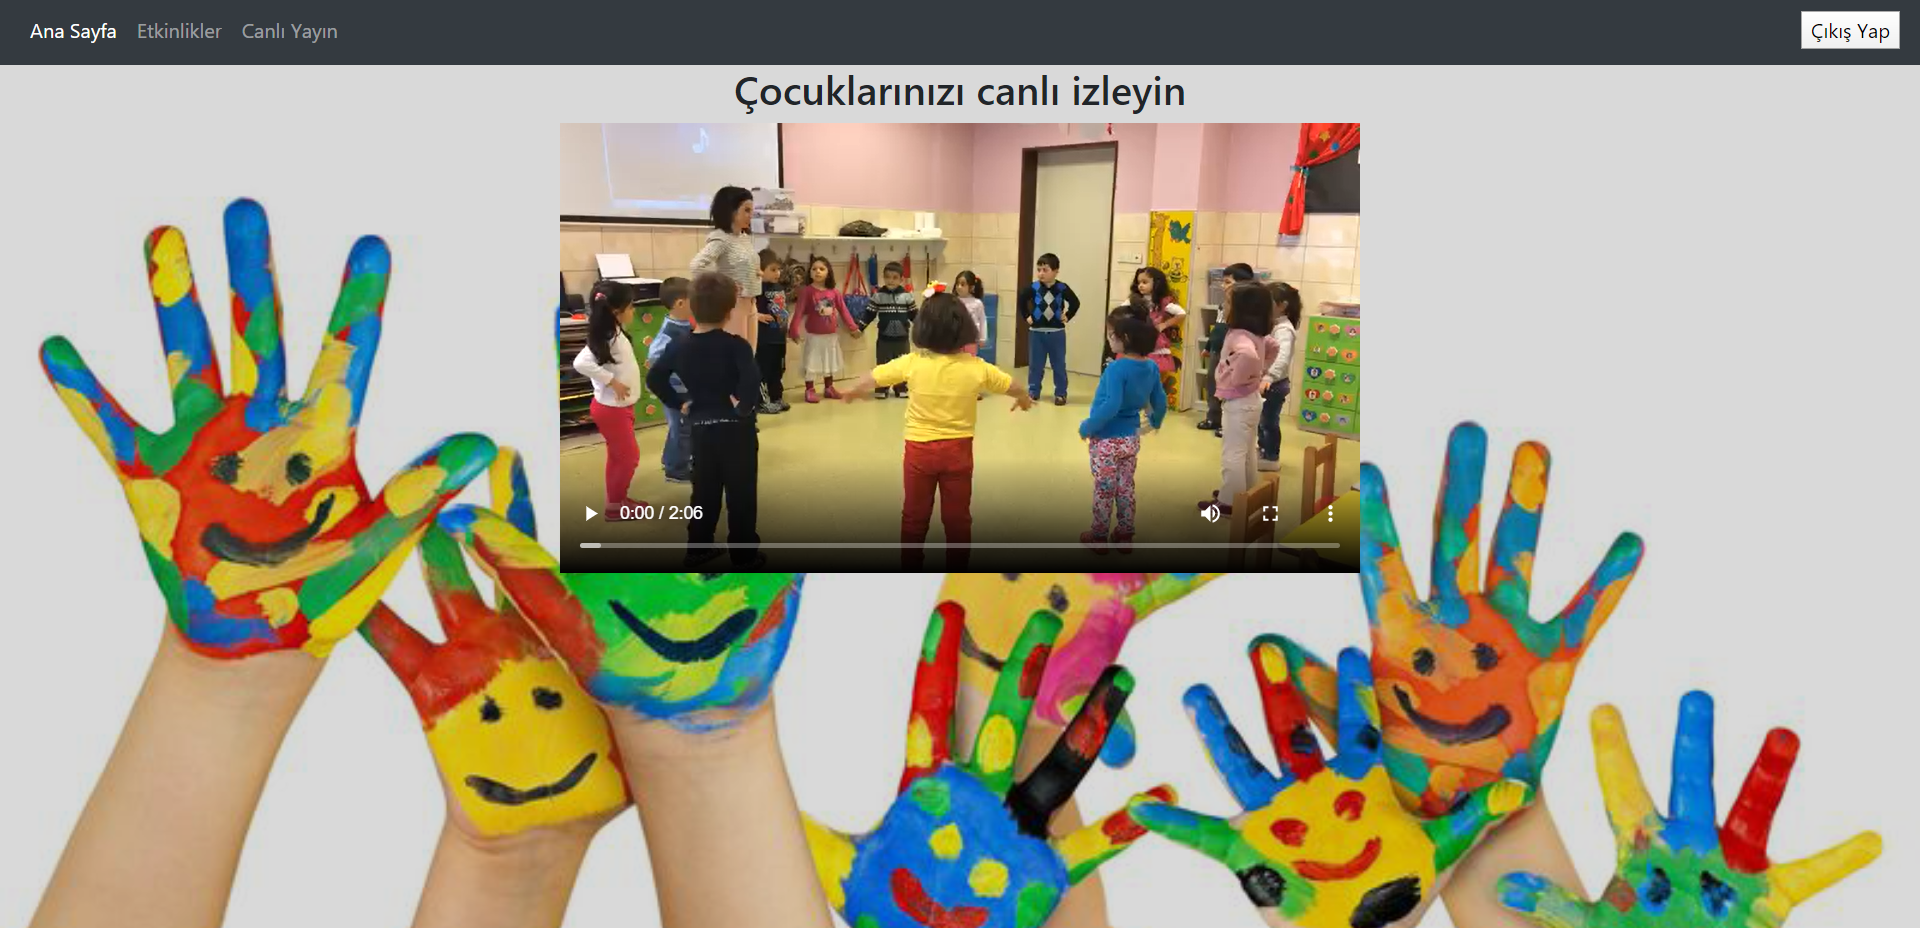 Ana Sayfa Etkinlikler Canlı Yayın Çıkış Yap
Çocuklarınızı canlı izleyin
0:00 / 2:06